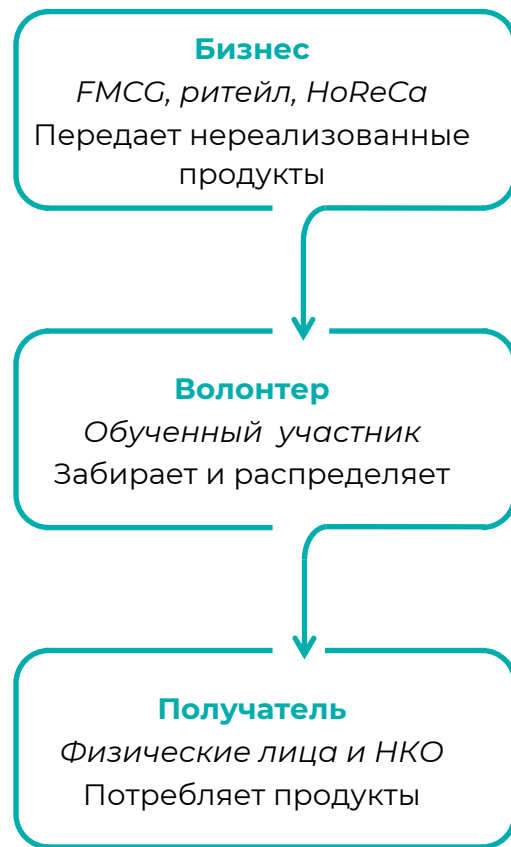 Бизнес
FMCG, ритейл, HoReCa
Передает нереализованные
продукты
Волонтер
Обученный участник
Забирает и распределяет
Получатель
Физические лица и НКО
Потребляет продукты